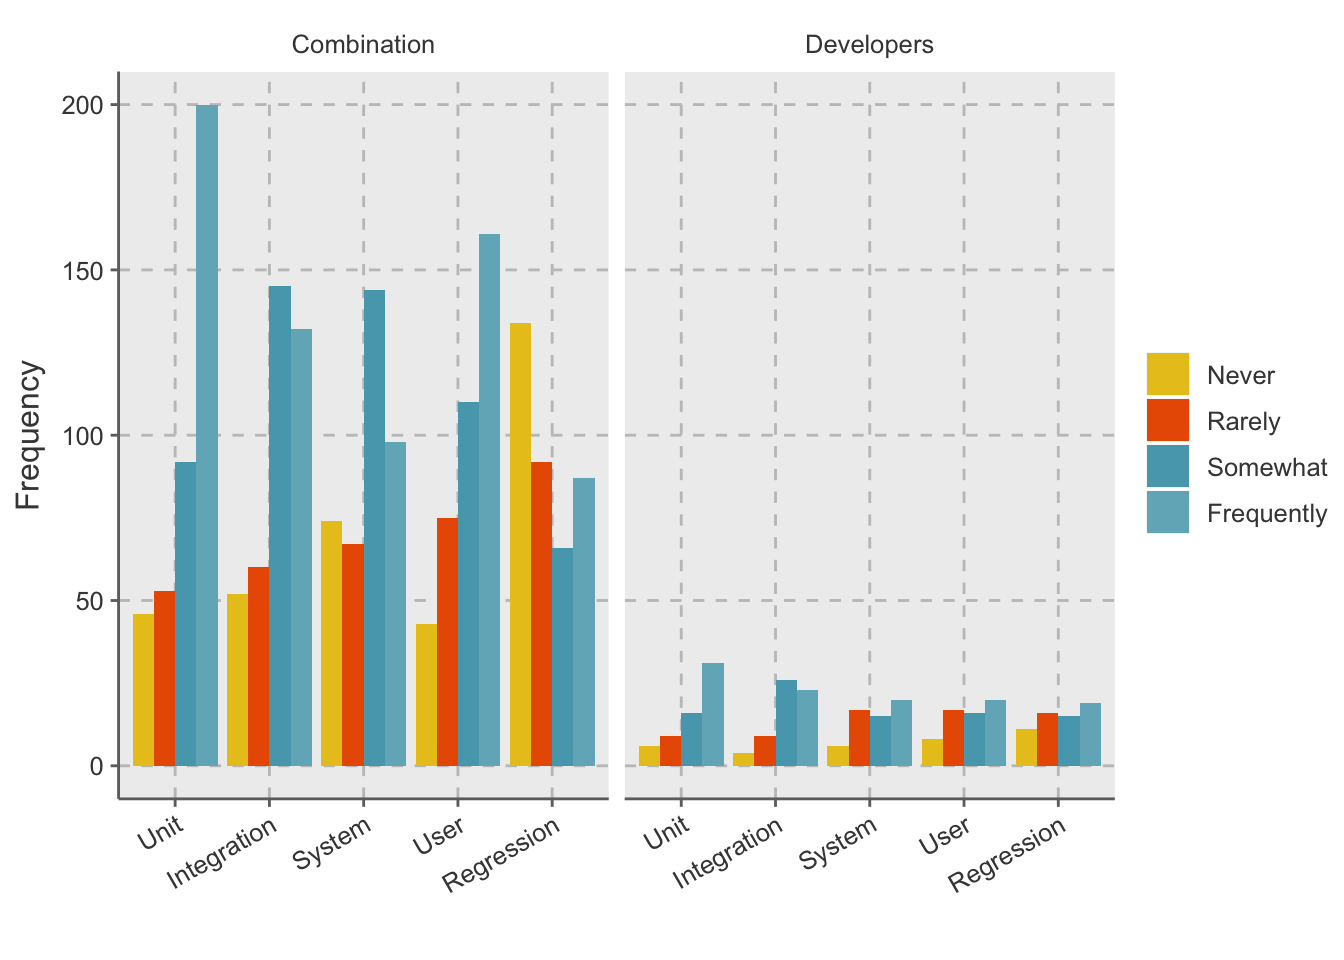 Combination
Developers
Frequency
200
150
100
50
0
Unit
Integration
System
User
Regression
Unit
Integration
System
User
Regression
Never
Rarely
Somewhat
Frequently